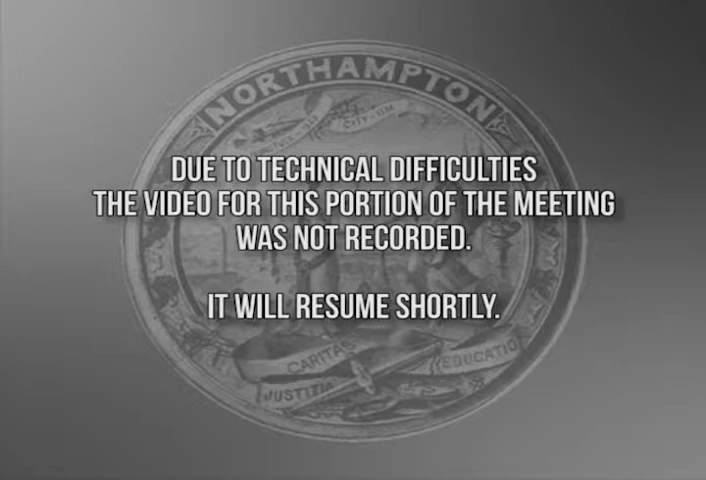 NORTHAMPTON
DUE TO TECHNICAL DIFFICULTIES
THE VIDEO FOR THIS PORTION OF THE MEETING
WAS NOT RECORDED.
IT WILL RESUME SHORTLY.
CARITAS
EDUCATIO
JUSTITIA